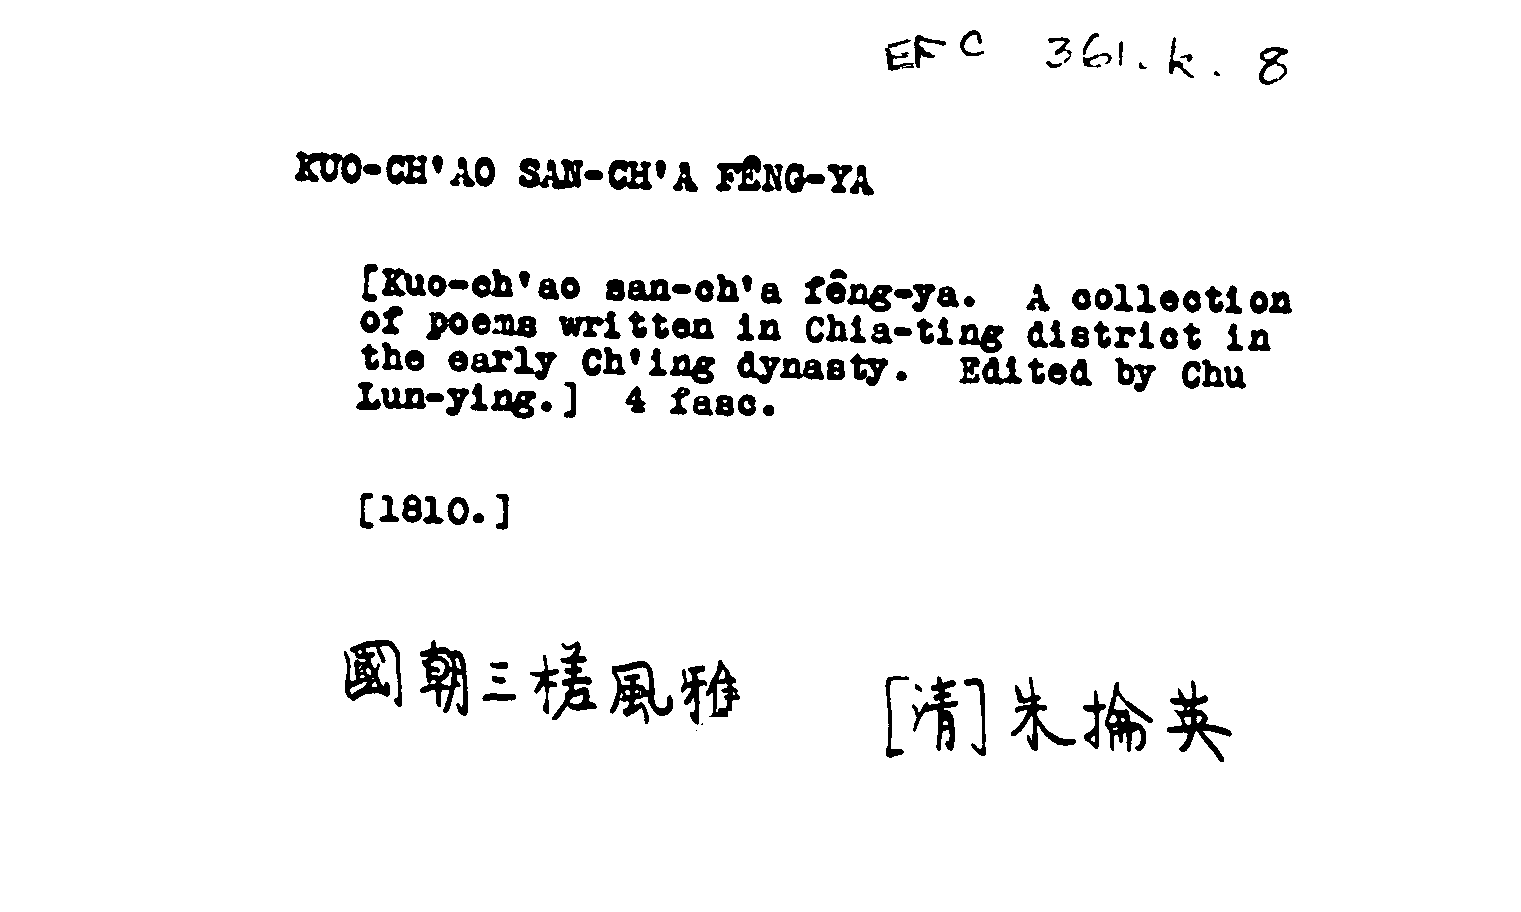 EFC 361.k.8
KUO-CH'AO SAN-CH'A FÊNG-YA
[Kuo-ch'ao san-ch'a fêng-ya. A collection
of poems written in Chia-ting district in
the early Ch'ing dynasty. Edited by Chu
Lun-ying.] 4 fasc.
[1810.]
國朝三槎風雅 [清]朱掄英